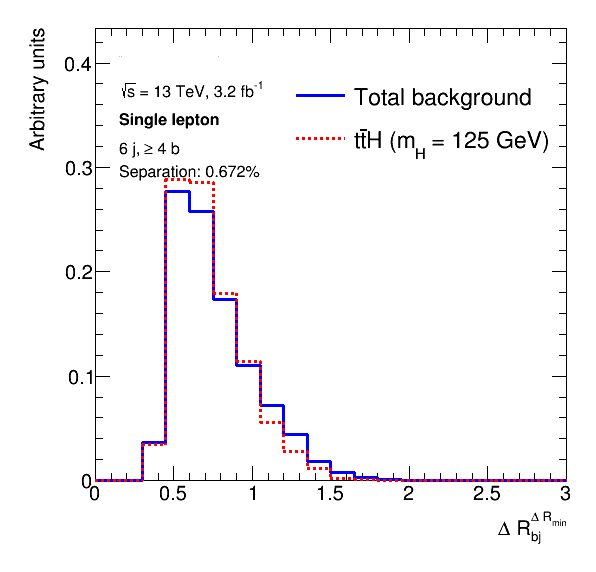 Arbitrary units
0.4
0.3
0.2
0.1
0
√s = 13 TeV, 3.2 fb⁻¹
Single lepton
6 j, ≥ 4 b
Separation: 0.672%
Total background
tt̄H (m_H = 125 GeV)
0 0.5 1 1.5 2 2.5 3
Δ R_bj^Δ R_min